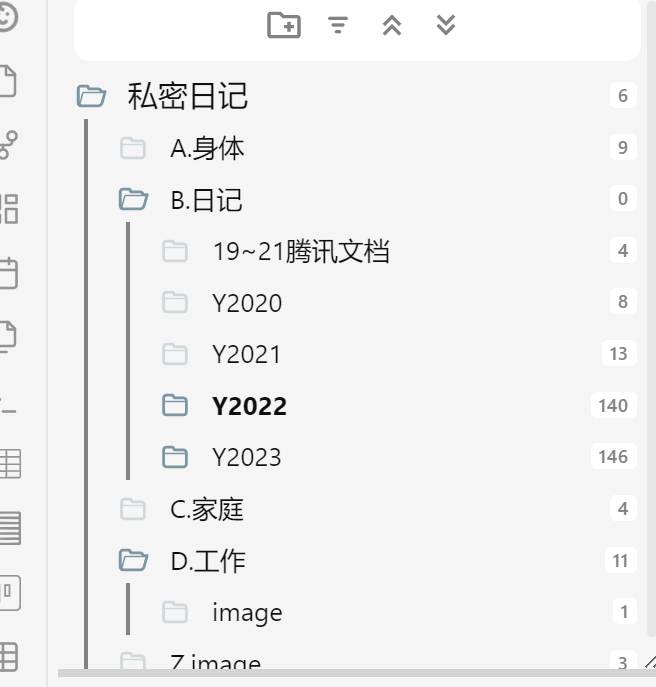 私密日记 6
A.身体 9
B.日记 0
19~21腾讯文档 4
Y2020 8
Y2021 13
Y2022 140
Y2023 146
C.家庭 4
D.工作 11
image 1
Z.image 3